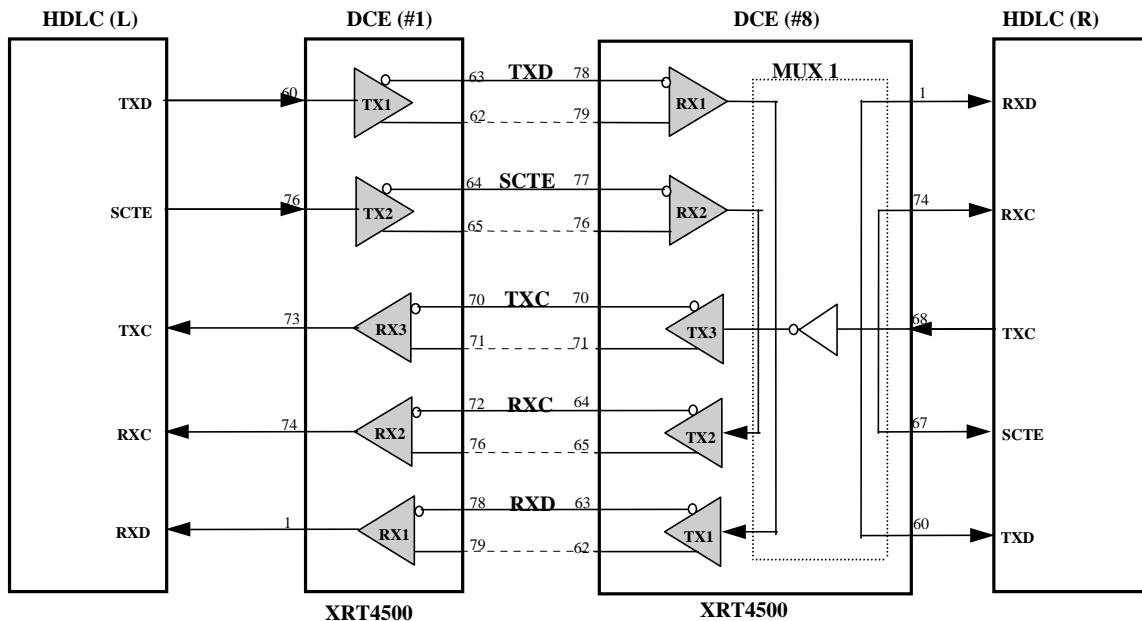 HDLC (L) DCE (#1) DCE (#8) HDLC (R)
63 TXD 78 MUX 1
TXD 60 TX1 RX1 1 RXD
62 79
64 SCTE 77
SCTE 76 TX2 RX2 74 RXC
65 76
70 TXC 70
TXC 73 RX3 TX3 68 TXC
71 71
72 RXC 64
RXC 74 RX2 TX2 67 SCTE
76 65
78 RXD 63
RXD 1 RX1 TX1 60 TXD
79 62
XRT4500 XRT4500